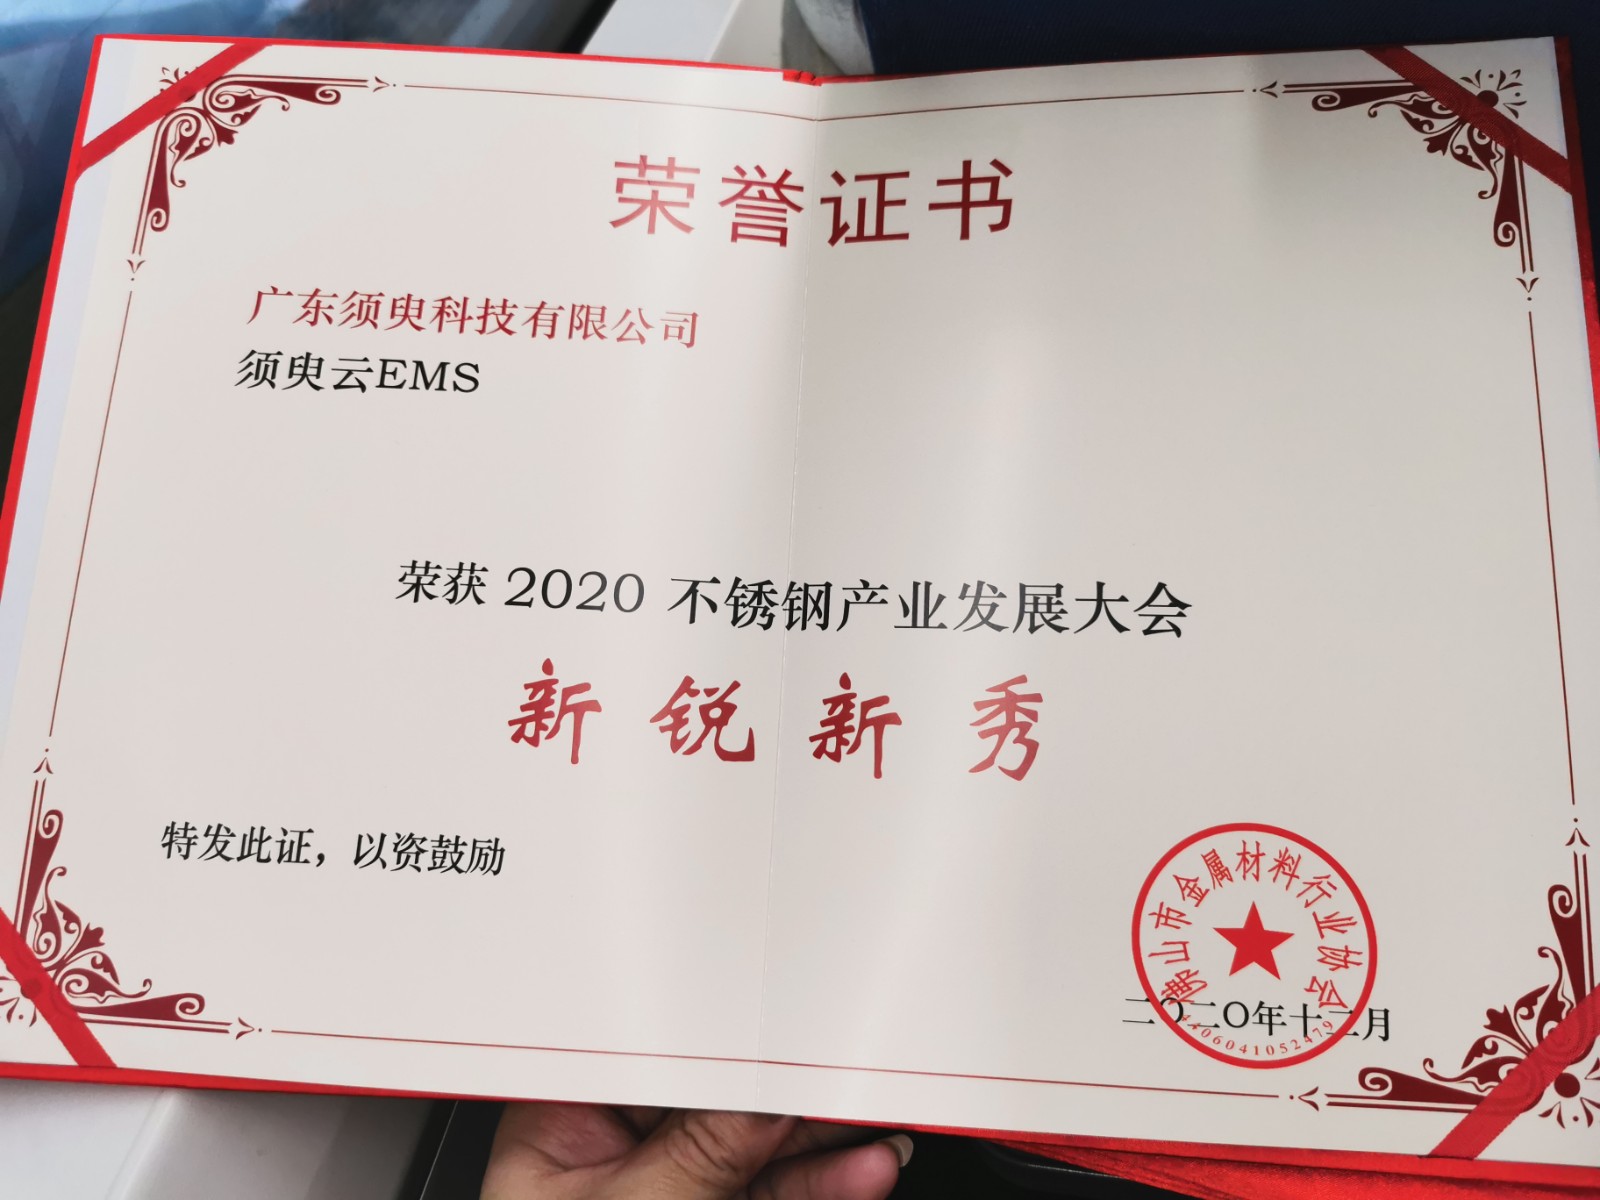 荣誉证书
广东须臾科技有限公司
须臾云EMS
荣获 2020 不锈钢产业发展大会
新锐新秀
特发此证，以资鼓励
佛山市金属材料行业协会
二〇二〇年十二月
4406041052479